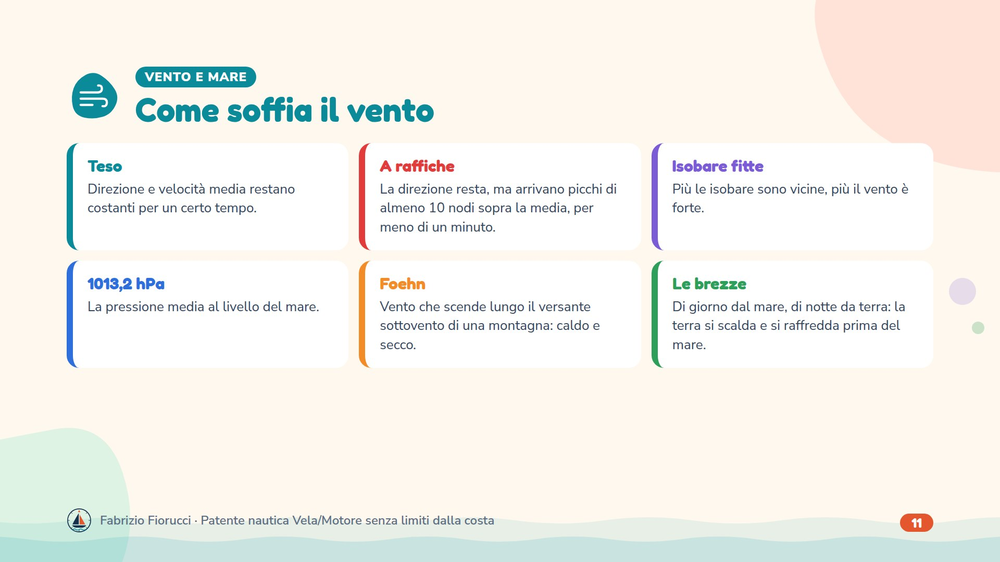 VENTO E MARE
Come soffia il vento
Teso
Direzione e velocità media restano
costanti per un certo tempo.
A raffiche
La direzione resta, ma arrivano picchi di
almeno 10 nodi sopra la media, per
meno di un minuto.
Isobare fitte
Più le isobare sono vicine, più il vento è
forte.
1013,2 hPa
La pressione media al livello del mare.
Foehn
Vento che scende lungo il versante
sottovento di una montagna: caldo e
secco.
Le brezze
Di giorno dal mare, di notte da terra: la
terra si scalda e si raffredda prima del
mare.
Fabrizio Fiorucci · Patente nautica Vela/Motore senza limiti dalla costa
11